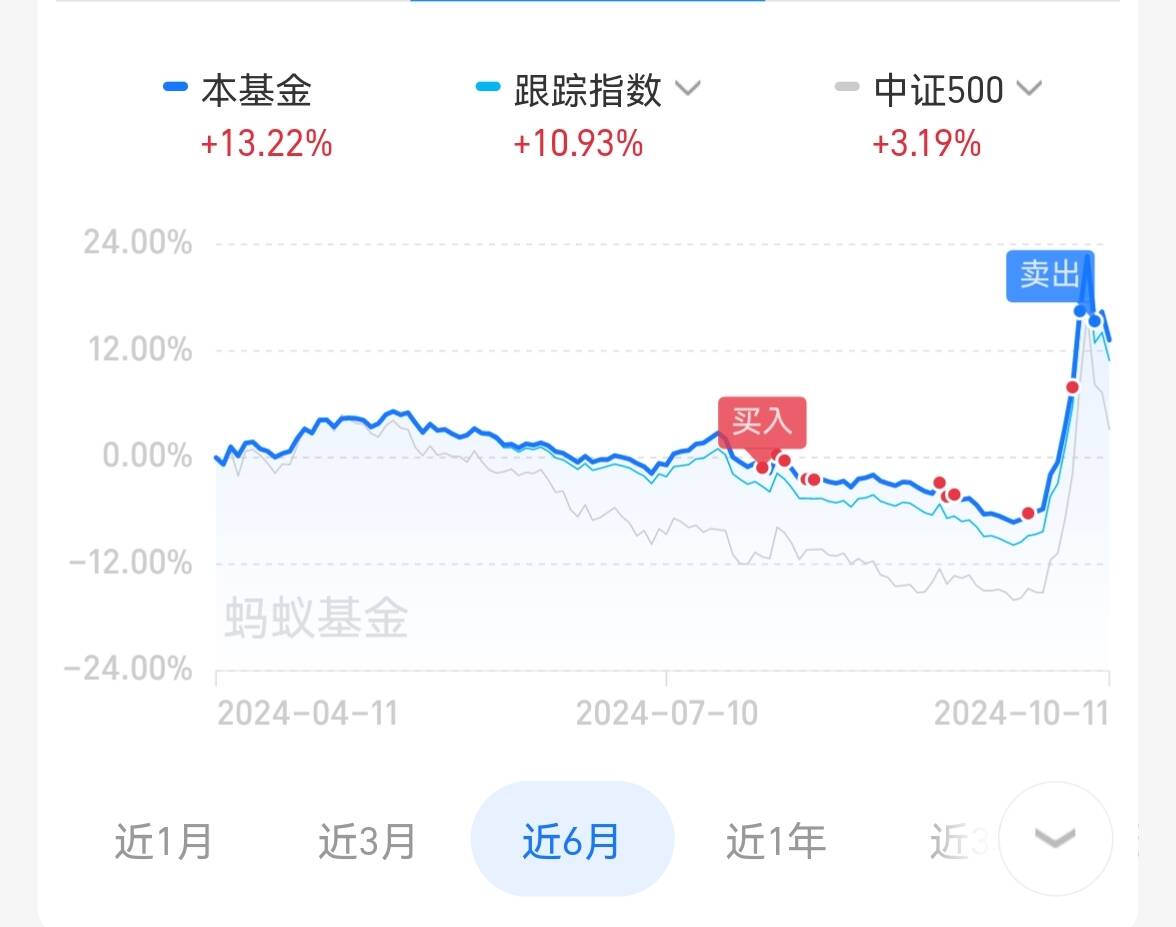 本基金 跟踪指数 中证500
+13.22% +10.93% +3.19%
24.00%
卖出
12.00%
买入
0.00%
-12.00%
蚂蚁基金
-24.00%
2024-04-11 2024-07-10 2024-10-11
近1月 近3月 近6月 近1年 近3